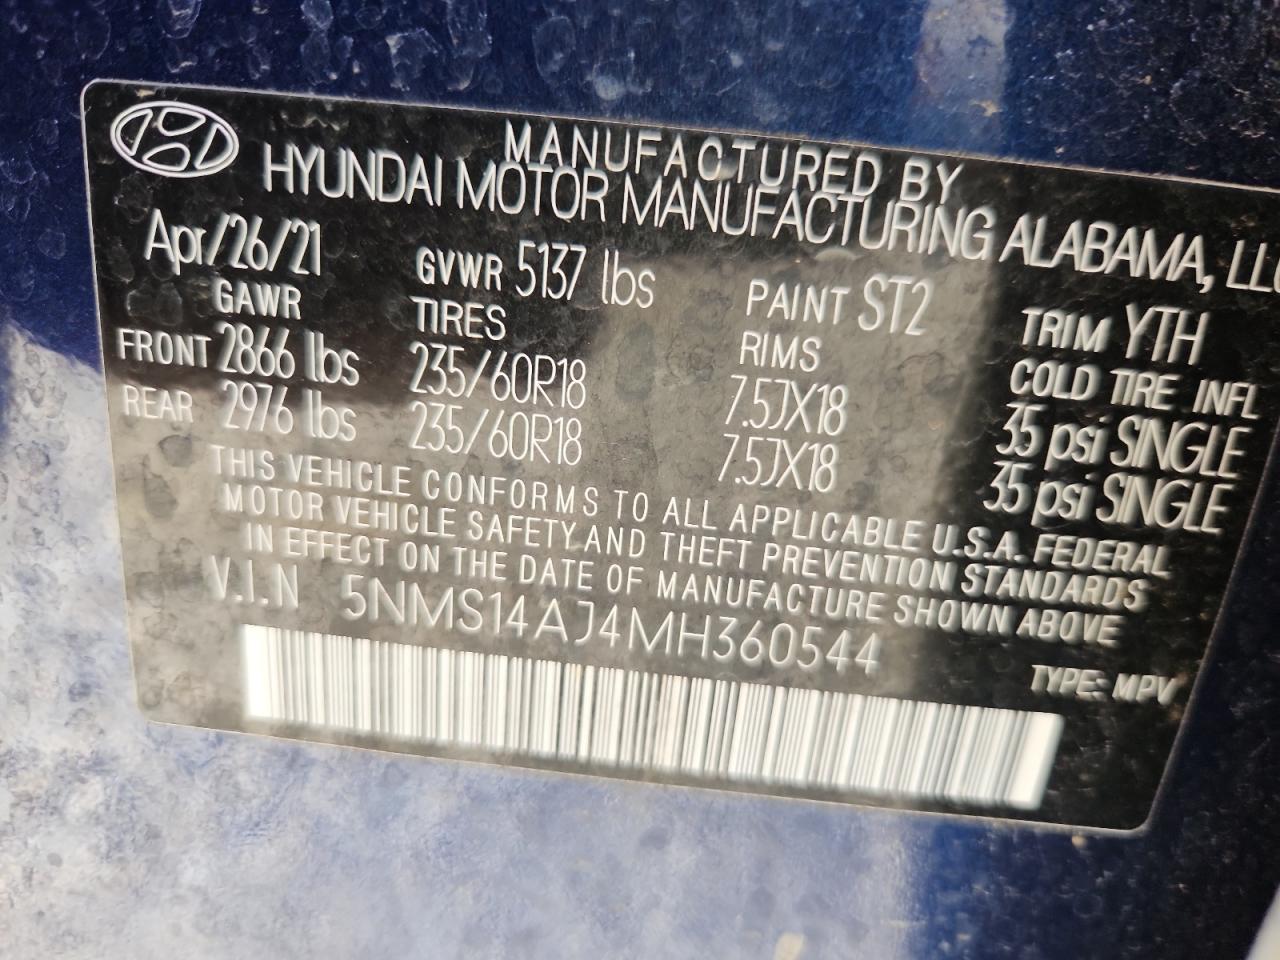 MANUFACTURED BY
HYUNDAI MOTOR MANUFACTURING ALABAMA, LLC
Apr/26/21 GVWR 5137 lbs PAINT ST2 TRIM YTH
GAWR TIRES RIMS COLD TIRE INFL
FRONT 2866 lbs 235/60R18 7.5JX18 35 psi SINGLE
REAR 2976 lbs 235/60R18 7.5JX18 35 psi SINGLE
THIS VEHICLE CONFORMS TO ALL APPLICABLE U.S.A. FEDERAL
MOTOR VEHICLE SAFETY,AND THEFT PREVENTION STANDARDS
IN EFFECT ON THE DATE OF MANUFACTURE SHOWN ABOVE
V.I.N 5NMS14AJ4MH360544
TYPE: MPV